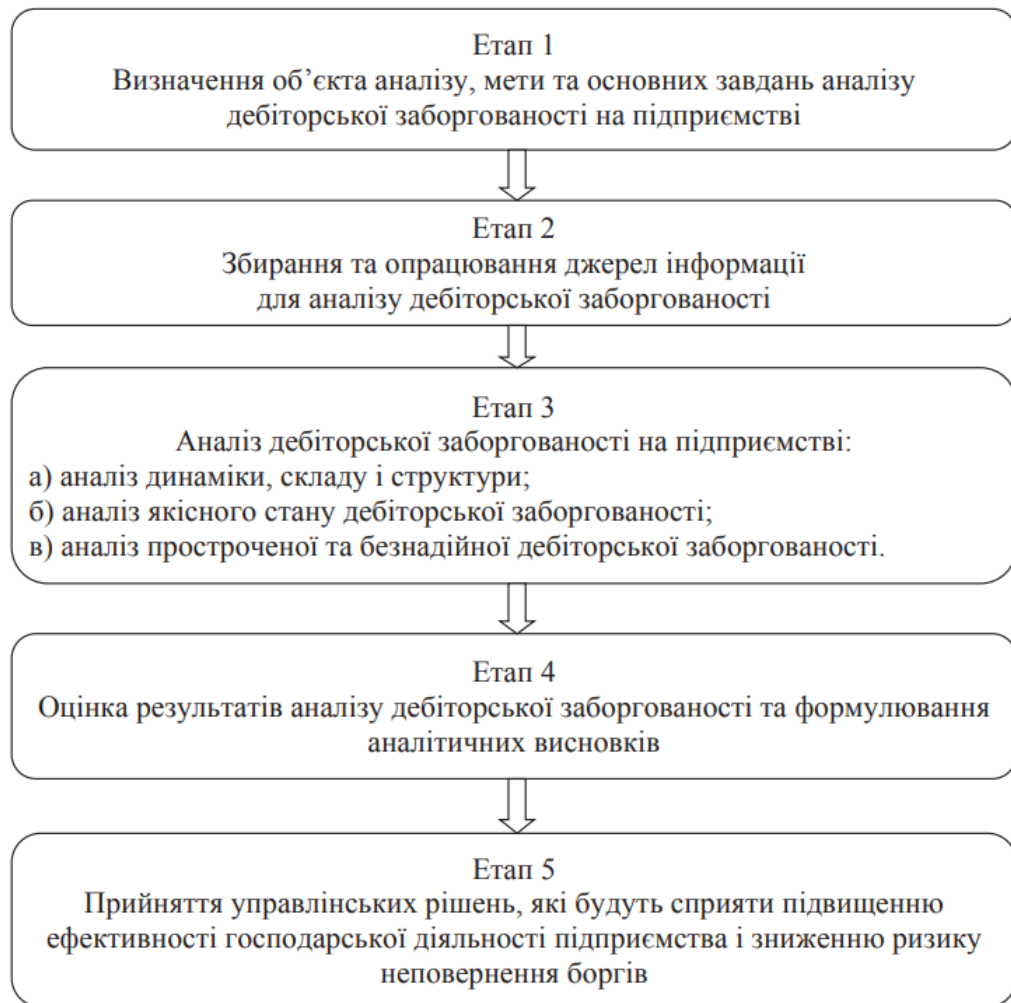 Етап 1
Визначення об’єкта аналізу, мети та основних завдань аналізу
дебіторської заборгованості на підприємстві
Етап 2
Збирання та опрацювання джерел інформації
для аналізу дебіторської заборгованості
Етап 3
Аналіз дебіторської заборгованості на підприємстві:
а) аналіз динаміки, складу і структури;
б) аналіз якісного стану дебіторської заборгованості;
в) аналіз простроченої та безнадійної дебіторської заборгованості.
Етап 4
Оцінка результатів аналізу дебіторської заборгованості та формулювання
аналітичних висновків
Етап 5
Прийняття управлінських рішень, які будуть сприяти підвищенню
ефективності господарської діяльності підприємства і зниженню ризику
неповернення боргів